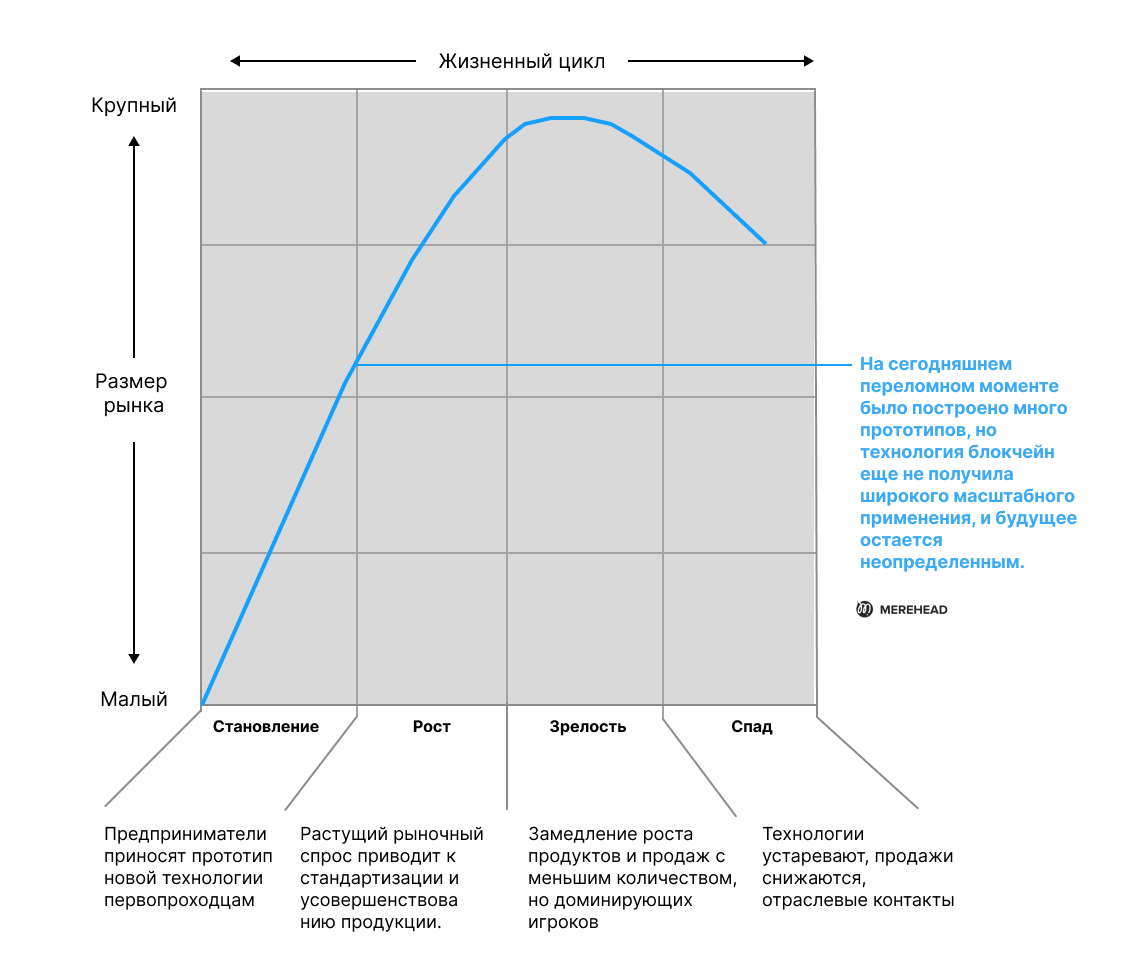 Жизненный цикл
Крупный
Размер
рынка
Малый
На сегодняшнем
переломном моменте
было построено много
прототипов, но
технология блокчейн
еще не получила
широкого масштабного
применения, и будущее
остается
неопределенным.
MEREHEAD
Становление
Рост
Зрелость
Спад
Предприниматели
приносят прототип
новой технологии
первопроходцам
Растущий рыночный
спрос приводит к
стандартизации и
усовершенствова
нию продукции.
Замедление роста
продуктов и продаж с
меньшим количеством,
но доминирующих
игроков
Технологии
устаревают, продажи
снижаются,
отраслевые контакты